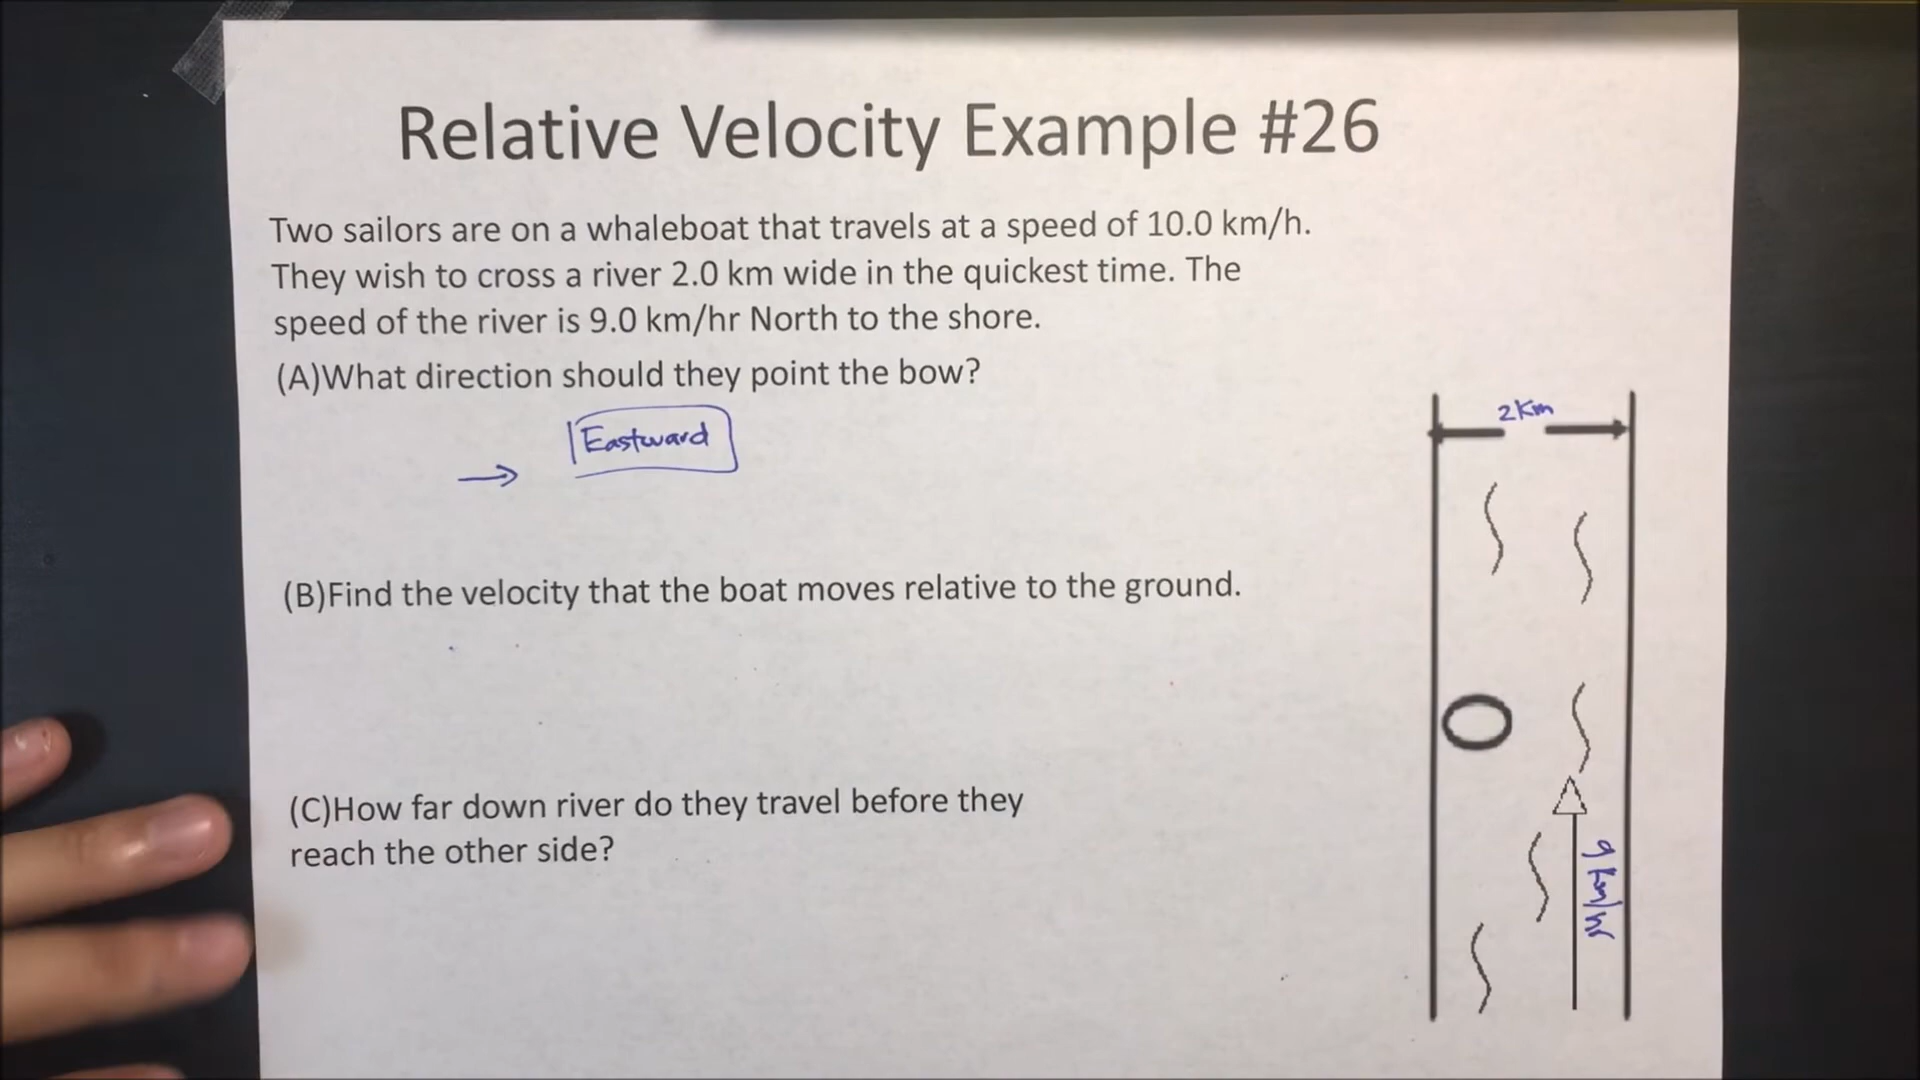 Relative Velocity Example #26
Two sailors are on a whaleboat that travels at a speed of 10.0 km/h.
They wish to cross a river 2.0 km wide in the quickest time. The
speed of the river is 9.0 km/hr North to the shore.
(A)What direction should they point the bow?
Eastward
2 Km
(B)Find the velocity that the boat moves relative to the ground.
(C)How far down river do they travel before they
reach the other side?
9 km/hr